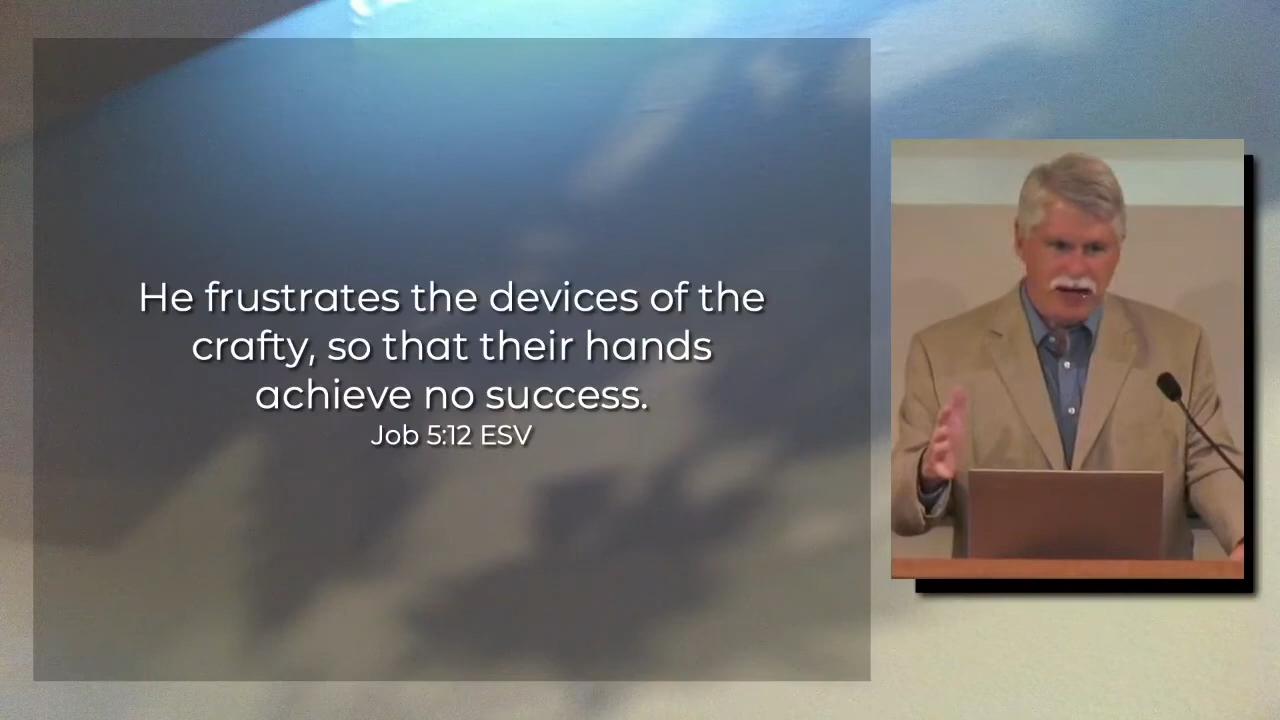 He frustrates the devices of the
crafty, so that their hands
achieve no success.
Job 5:12 ESV